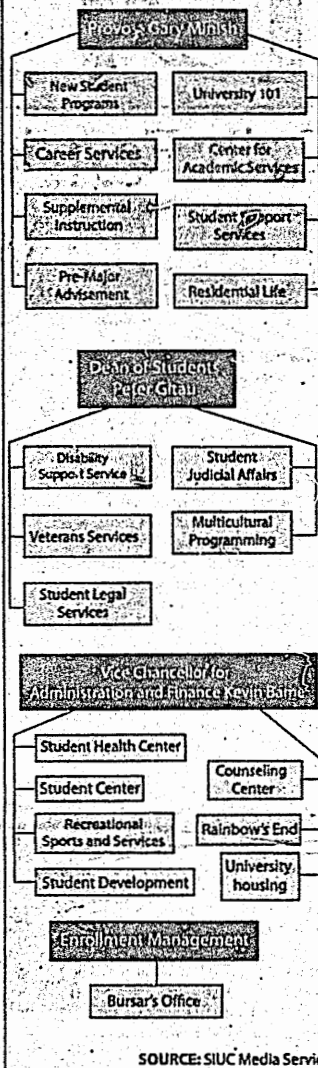 Provost Gary Minish
New Student
Programs
University 101
Career Services
Center for
Academic Services
Supplemental
Instruction
Student Support
Services
Pre-Major
Advisement
Residential Life
Dean of Students
Peter Gitau
Disability
Support Service
Student
Judicial Affairs
Veterans Services
Multicultural
Programming
Student Legal
Services
Vice Chancellor for
Administration and Finance Kevin Bame
Student Health Center
Counseling
Center
Student Center
Recreational
Sports and Services
Rainbow's End
University
housing
Student Development
Enrollment Management
Bursar's Office
SOURCE: SIUC Media Servic